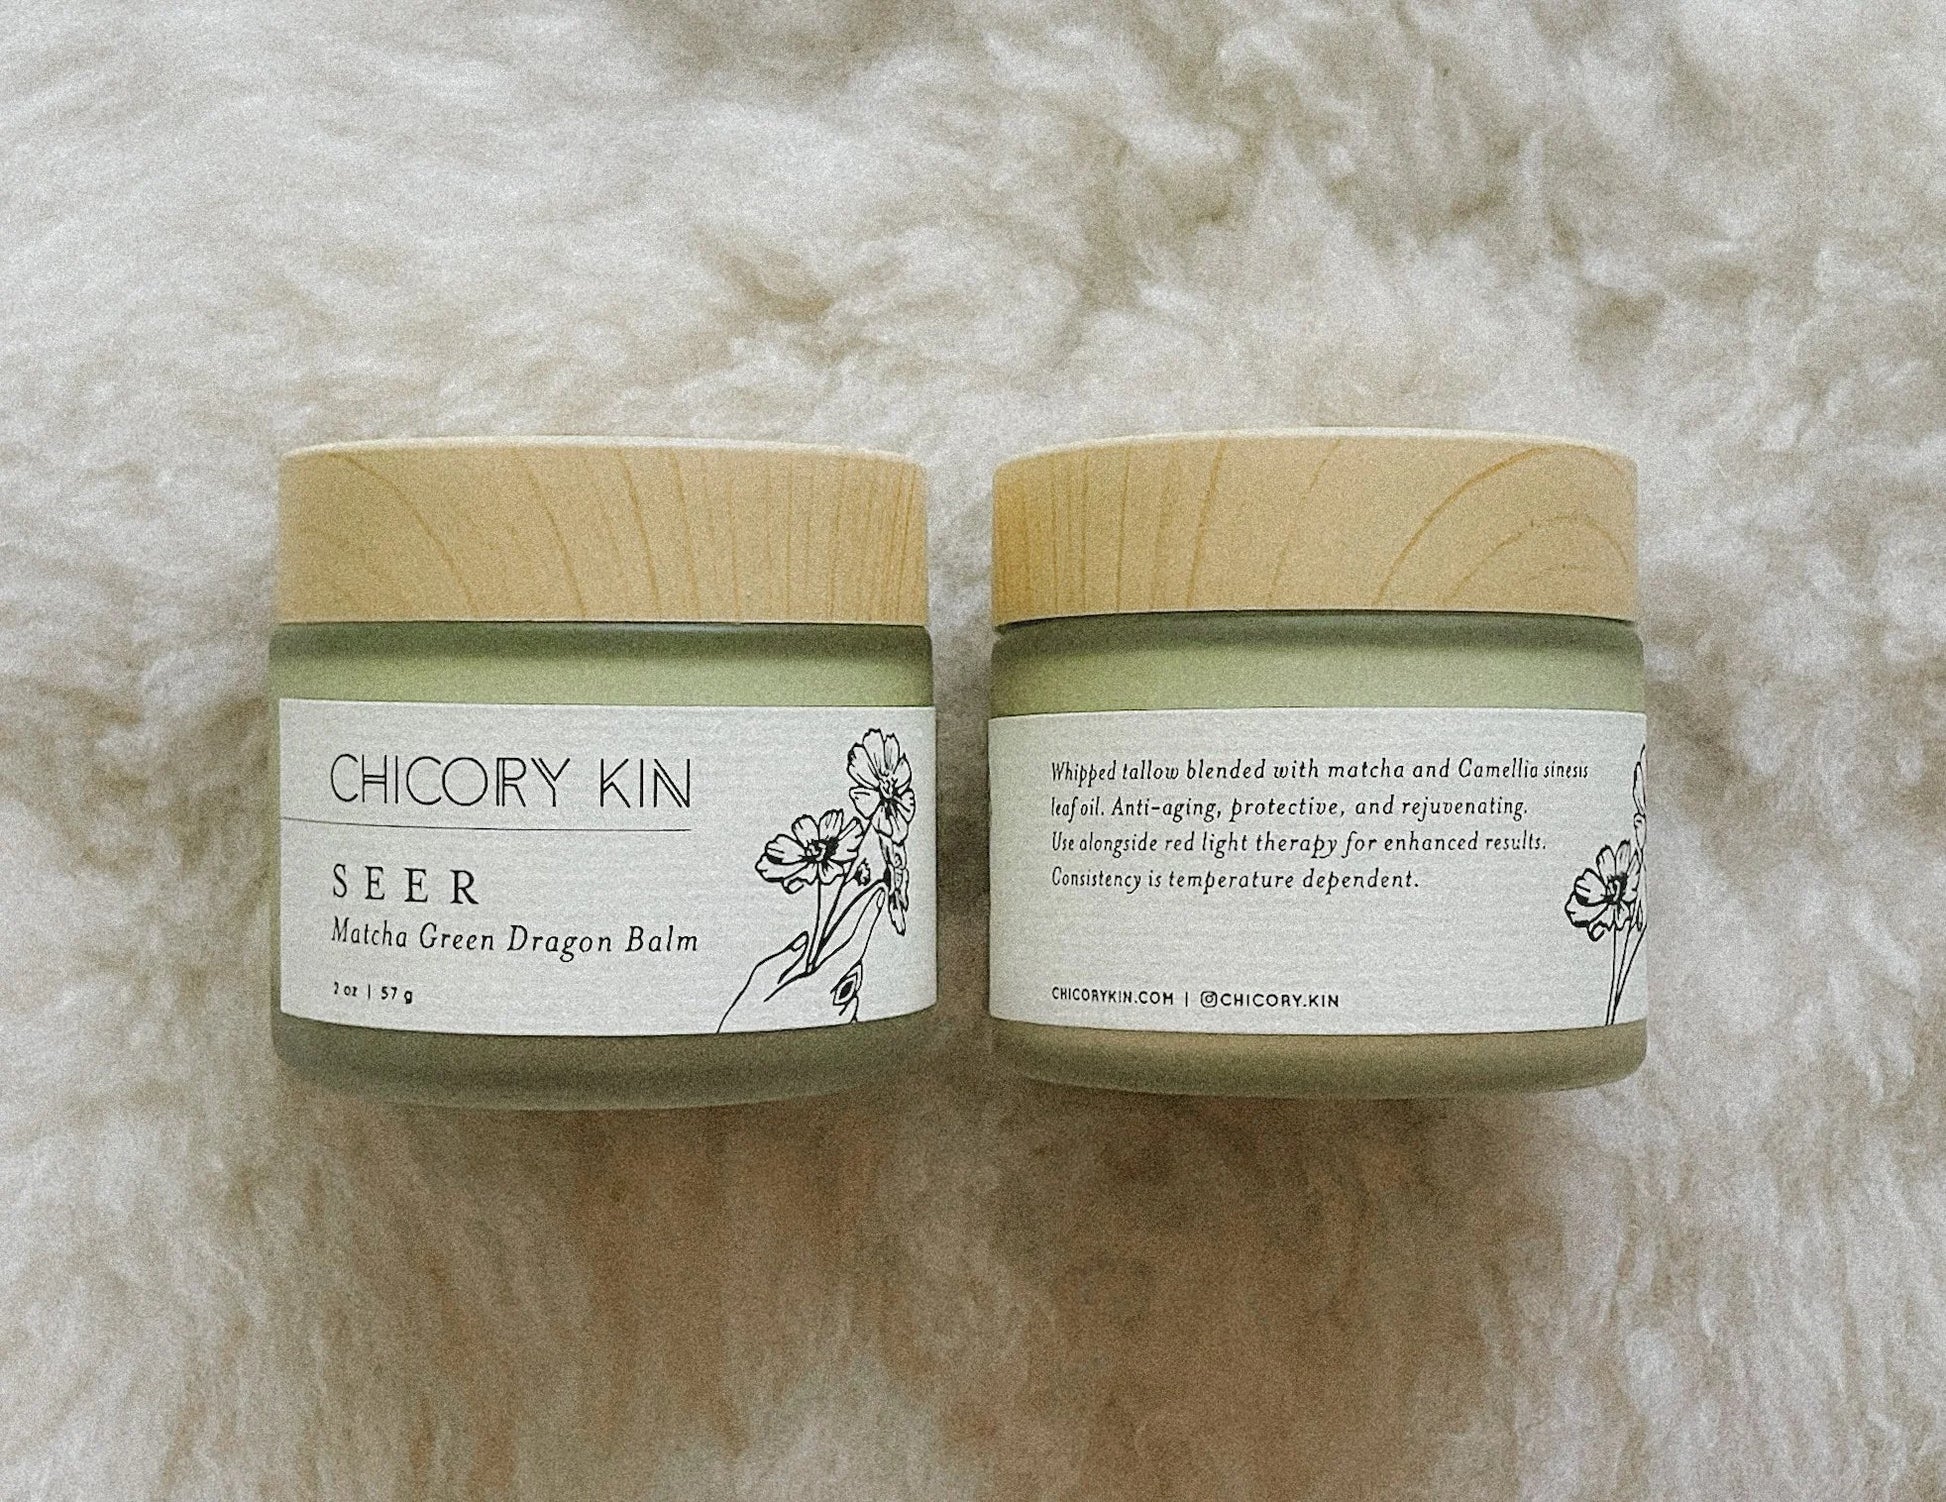 CHICORY KIN
SEER
Matcha Green Dragon Balm
2 oz | 57 g
Whipped tallow blended with matcha and Camellia sinesis
leaf oil. Anti-aging, protective, and rejuvenating.
Use alongside red light therapy for enhanced results.
Consistency is temperature dependent.
CHICORYKIN.COM | CHICORY.KIN